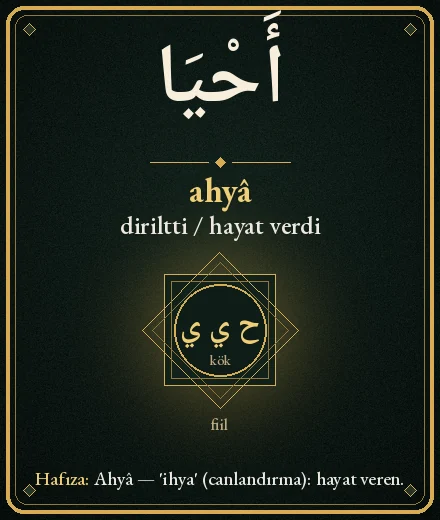 أَحْيَا
ahyâ
diriltti / hayat verdi
ح ي ي
kök
fiil
Hafıza: Ahyâ — 'ihya' (canlandırma): hayat veren.